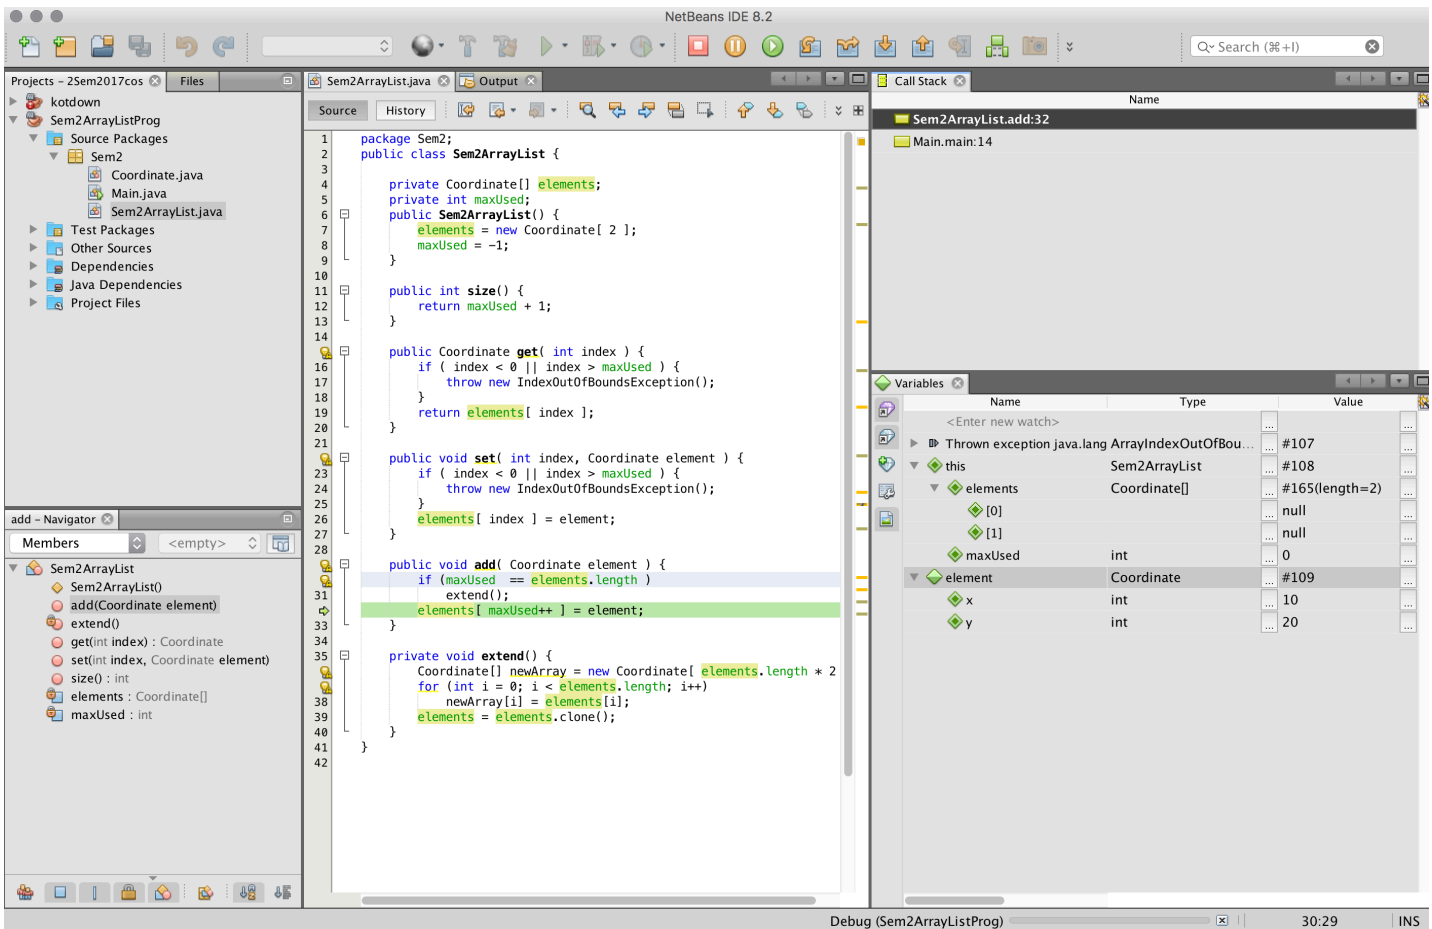 NetBeans IDE 8.2
Search (⌘+I)
Projects – 2Sem2017cos
Files
kotdown
Sem2ArrayListProg
Source Packages
Sem2
Coordinate.java
Main.java
Sem2ArrayList.java
Test Packages
Other Sources
Dependencies
Java Dependencies
Project Files
add – Navigator
Members
<empty>
Sem2ArrayList
Sem2ArrayList()
add(Coordinate element)
extend()
get(int index) : Coordinate
set(int index, Coordinate element)
size() : int
elements : Coordinate[]
maxUsed : int
Sem2ArrayList.java
Output
Source
History
1 package Sem2;
2 public class Sem2ArrayList {
3
4 private Coordinate[] elements;
5 private int maxUsed;
6 public Sem2ArrayList() {
7 elements = new Coordinate[ 2 ];
8 maxUsed = -1;
9 }
10
11 public int size() {
12 return maxUsed + 1;
13 }
14
public Coordinate get( int index ) {
16 if ( index < 0 || index > maxUsed ) {
17 throw new IndexOutOfBoundsException();
18 }
19 return elements[ index ];
20 }
21
public void set( int index, Coordinate element ) {
23 if ( index < 0 || index > maxUsed ) {
24 throw new IndexOutOfBoundsException();
25 }
26 elements[ index ] = element;
27 }
28
public void add( Coordinate element ) {
if (maxUsed  == elements.length )
31 extend();
elements[ maxUsed++ ] = element;
33 }
34
35 private void extend() {
Coordinate[] newArray = new Coordinate[ elements.length * 2
for (int i = 0; i < elements.length; i++)
38 newArray[i] = elements[i];
39 elements = elements.clone();
40 }
41 }
42
Call Stack
Name
Sem2ArrayList.add:32
Main.main:14
Variables
Name Type Value
<Enter new watch> ... ...
Thrown exception java.lang ArrayIndexOutOfBou... ... #107 ...
this Sem2ArrayList ... #108 ...
elements Coordinate[] ... #165(length=2) ...
[0] ... null ...
[1] ... null ...
maxUsed int ... 0 ...
element Coordinate ... #109 ...
x int ... 10 ...
y int ... 20 ...
Debug (Sem2ArrayListProg)
30:29
INS